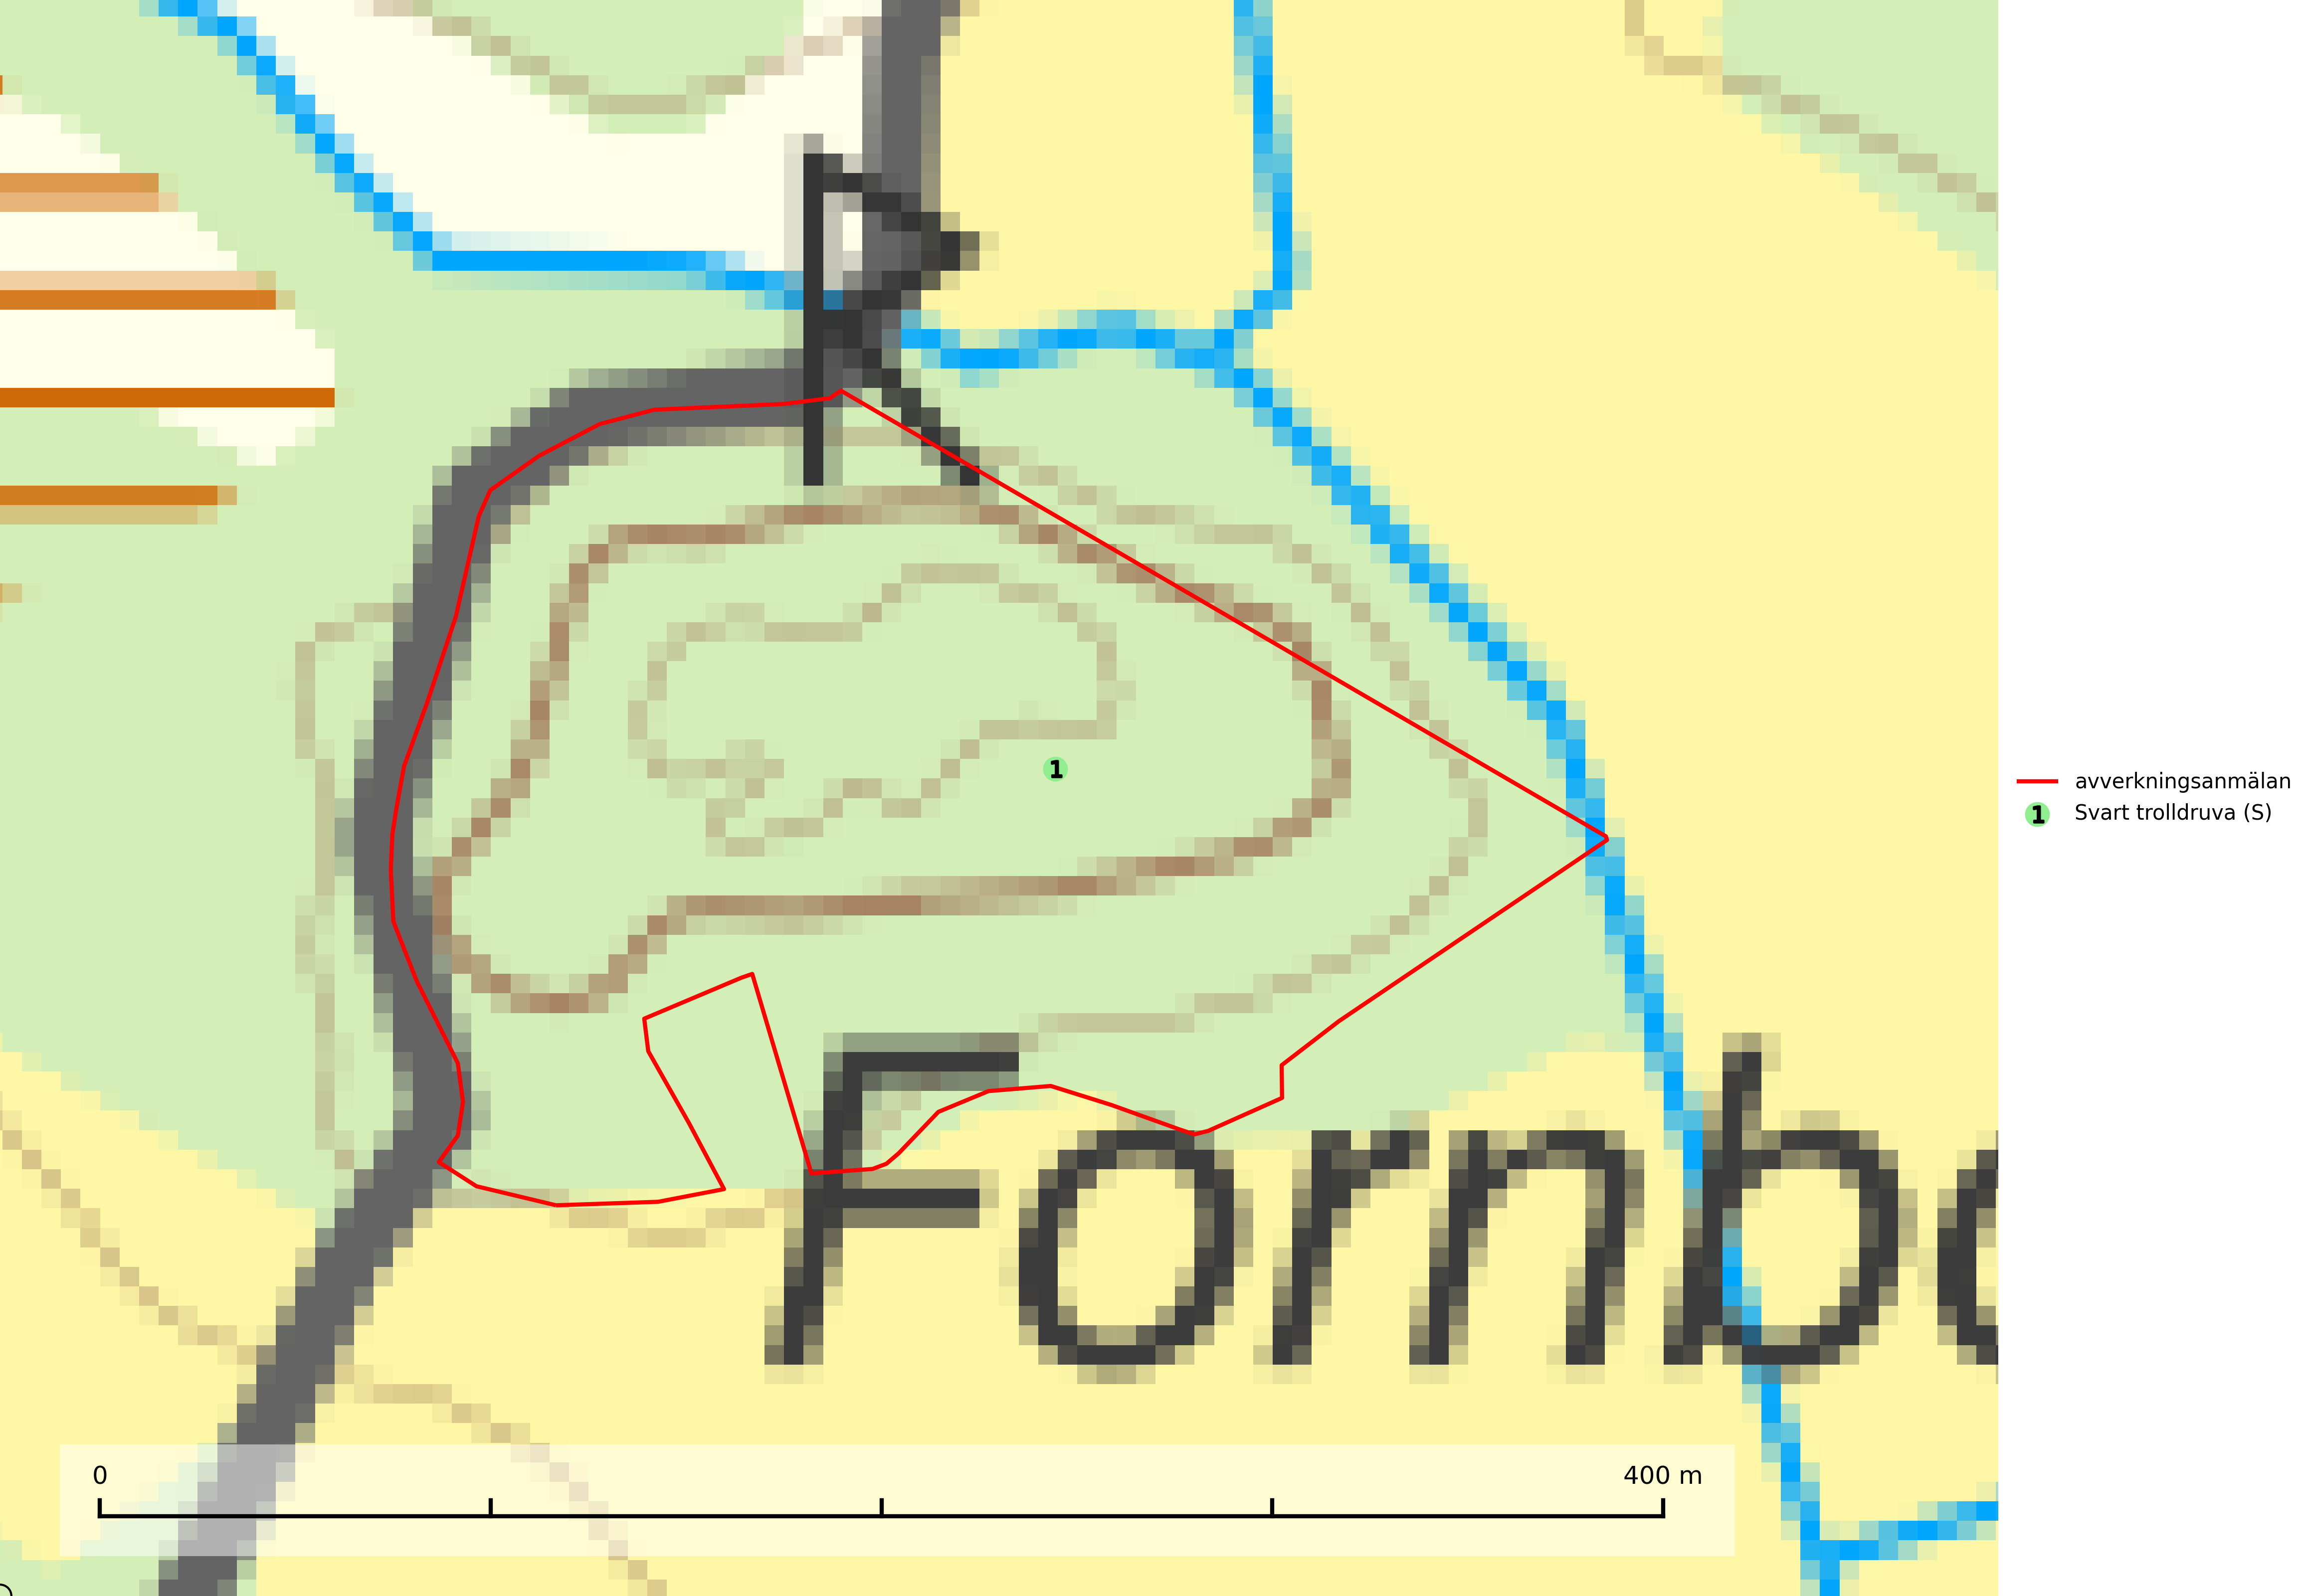 R
1
avverkningsanmälan
1 Svart trolldruva (S)
Fornb
0 400 m